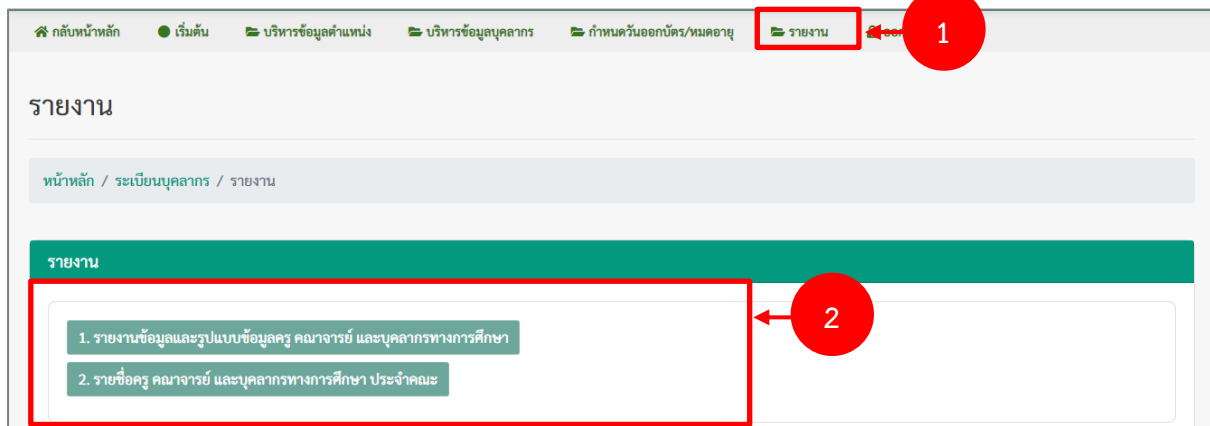 กลับหน้าหลัก เริ่มต้น บริหารข้อมูลตำแหน่ง บริหารข้อมูลบุคลากร กำหนดวันออกบัตร/หมดอายุ รายงาน 1
รายงาน
หน้าหลัก / ระเบียนบุคลากร / รายงาน
รายงาน
2
1. รายงานข้อมูลและรูปแบบข้อมูลครู คณาจารย์ และบุคลากรทางการศึกษา
2. รายชื่อครู คณาจารย์ และบุคลากรทางการศึกษา ประจำคณะ